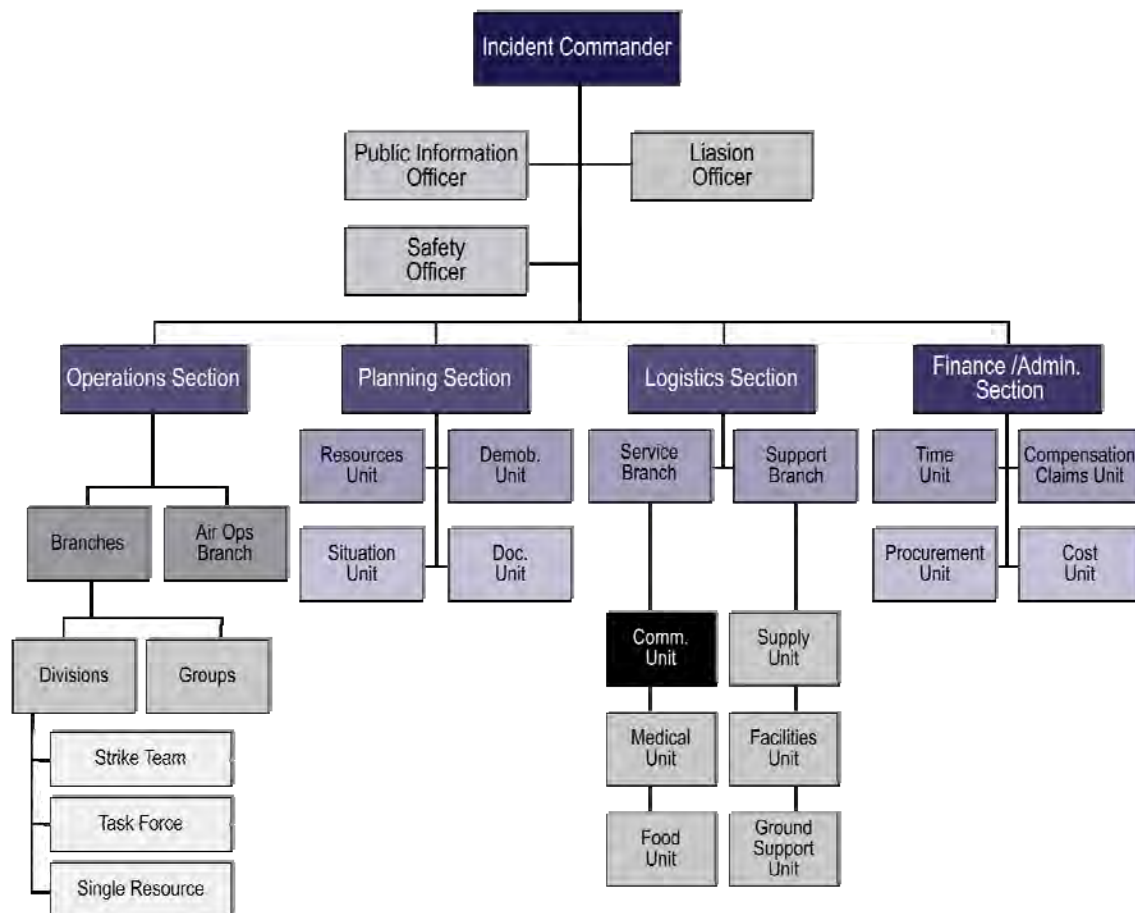 Incident Commander
Public Information
Officer
Liasion
Officer
Safety
Officer
Operations Section
Planning Section
Logistics Section
Finance /Admin.
Section
Resources
Unit
Demob.
Unit
Service
Branch
Support
Branch
Time
Unit
Compensation
Claims Unit
Branches
Air Ops
Branch
Situation
Unit
Doc.
Unit
Procurement
Unit
Cost
Unit
Divisions
Groups
Comm.
Unit
Supply
Unit
Strike Team
Medical
Unit
Facilities
Unit
Task Force
Food
Unit
Ground
Support
Unit
Single Resource